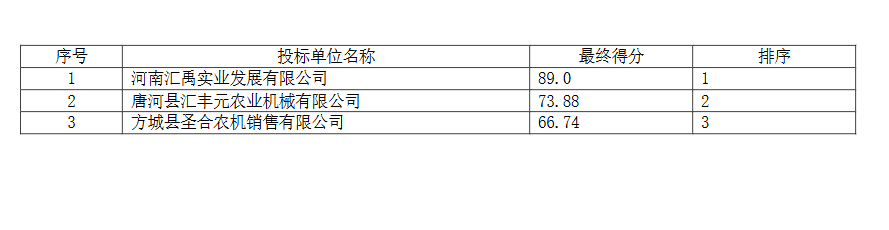 序号 投标单位名称 最终得分 排序
1 河南汇禹实业发展有限公司 89.0 1
2 唐河县汇丰元农业机械有限公司 73.88 2
3 方城县圣合农机销售有限公司 66.74 3